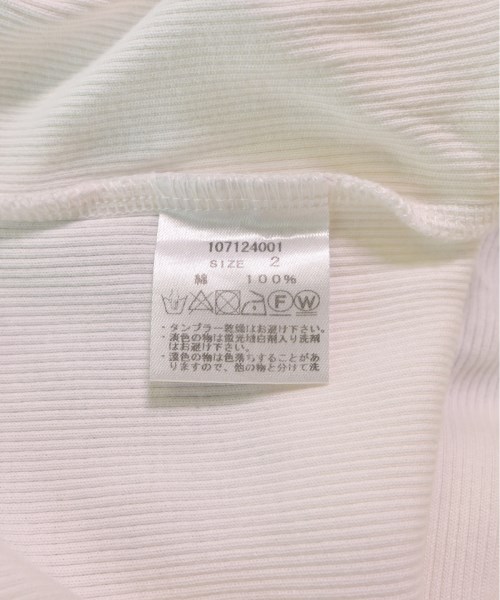 107124001
SIZE 2
綿 100%
F W
・タンブラー乾燥はお避け下さい。
・淡色の物は蛍光増白剤入り洗剤
はお避け下さい。
・濃色の物は色落ちすることがあ
りますので、他の物と分けて洗